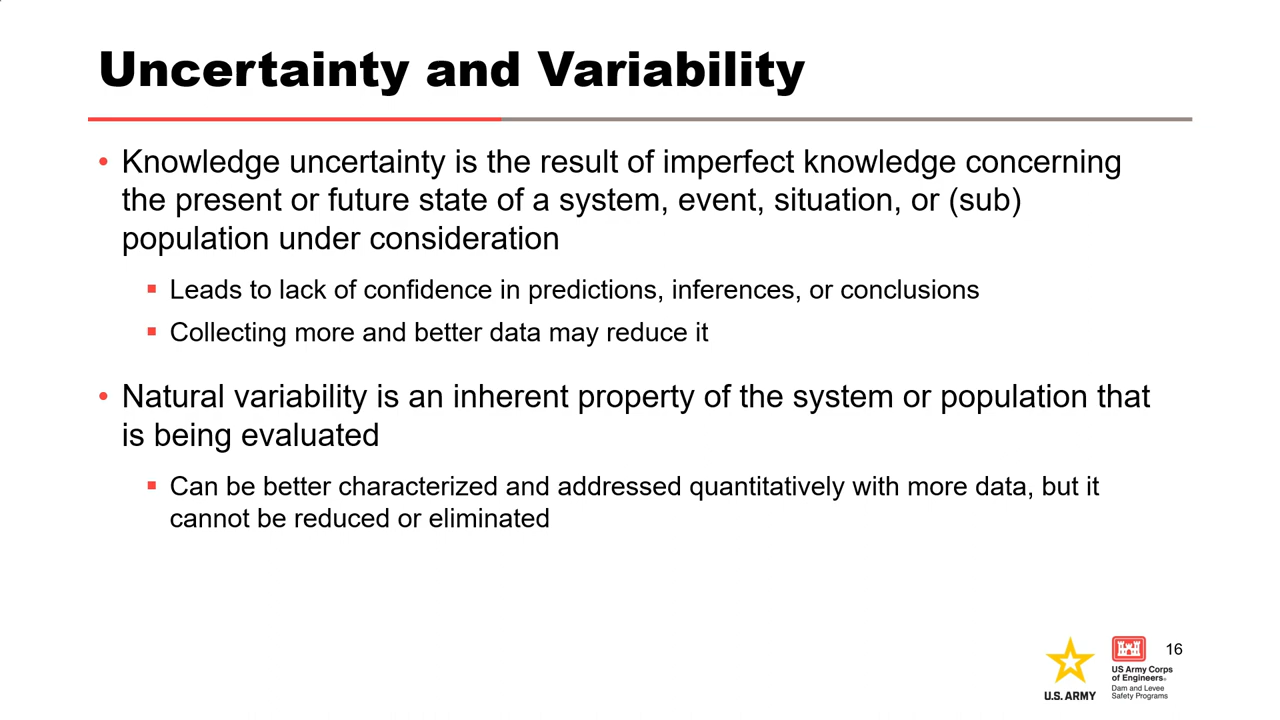 Uncertainty and Variability
• Knowledge uncertainty is the result of imperfect knowledge concerning
the present or future state of a system, event, situation, or (sub)
population under consideration
▪ Leads to lack of confidence in predictions, inferences, or conclusions
▪ Collecting more and better data may reduce it
• Natural variability is an inherent property of the system or population that
is being evaluated
▪ Can be better characterized and addressed quantitatively with more data, but it
cannot be reduced or eliminated
U.S. ARMY
US Army Corps
of Engineers®
Dam and Levee
Safety Programs
16